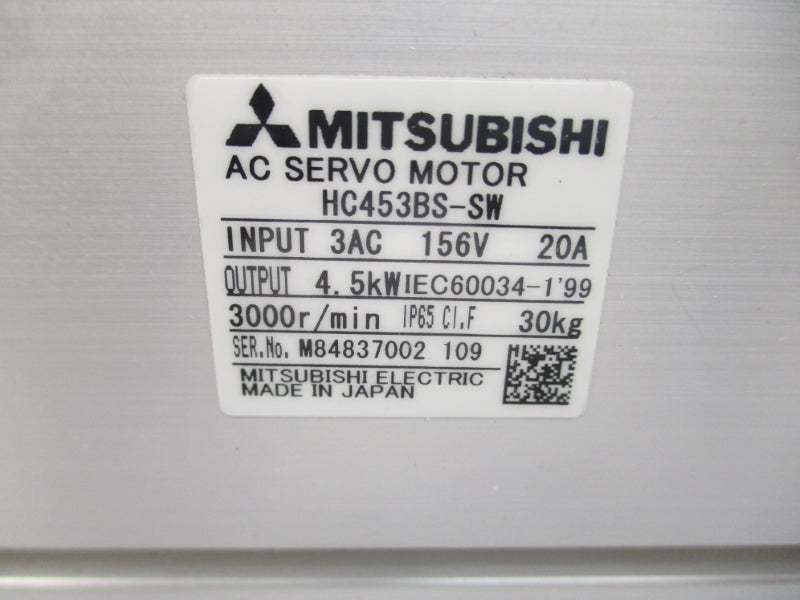 MITSUBISHI
AC SERVO MOTOR
HC453BS-SW
INPUT 3AC 156V 20A
OUTPUT 4.5kW IEC60034-1'99
3000r/min IP65 CI.F 30kg
SER.No. M84837002 109
MITSUBISHI ELECTRIC
MADE IN JAPAN